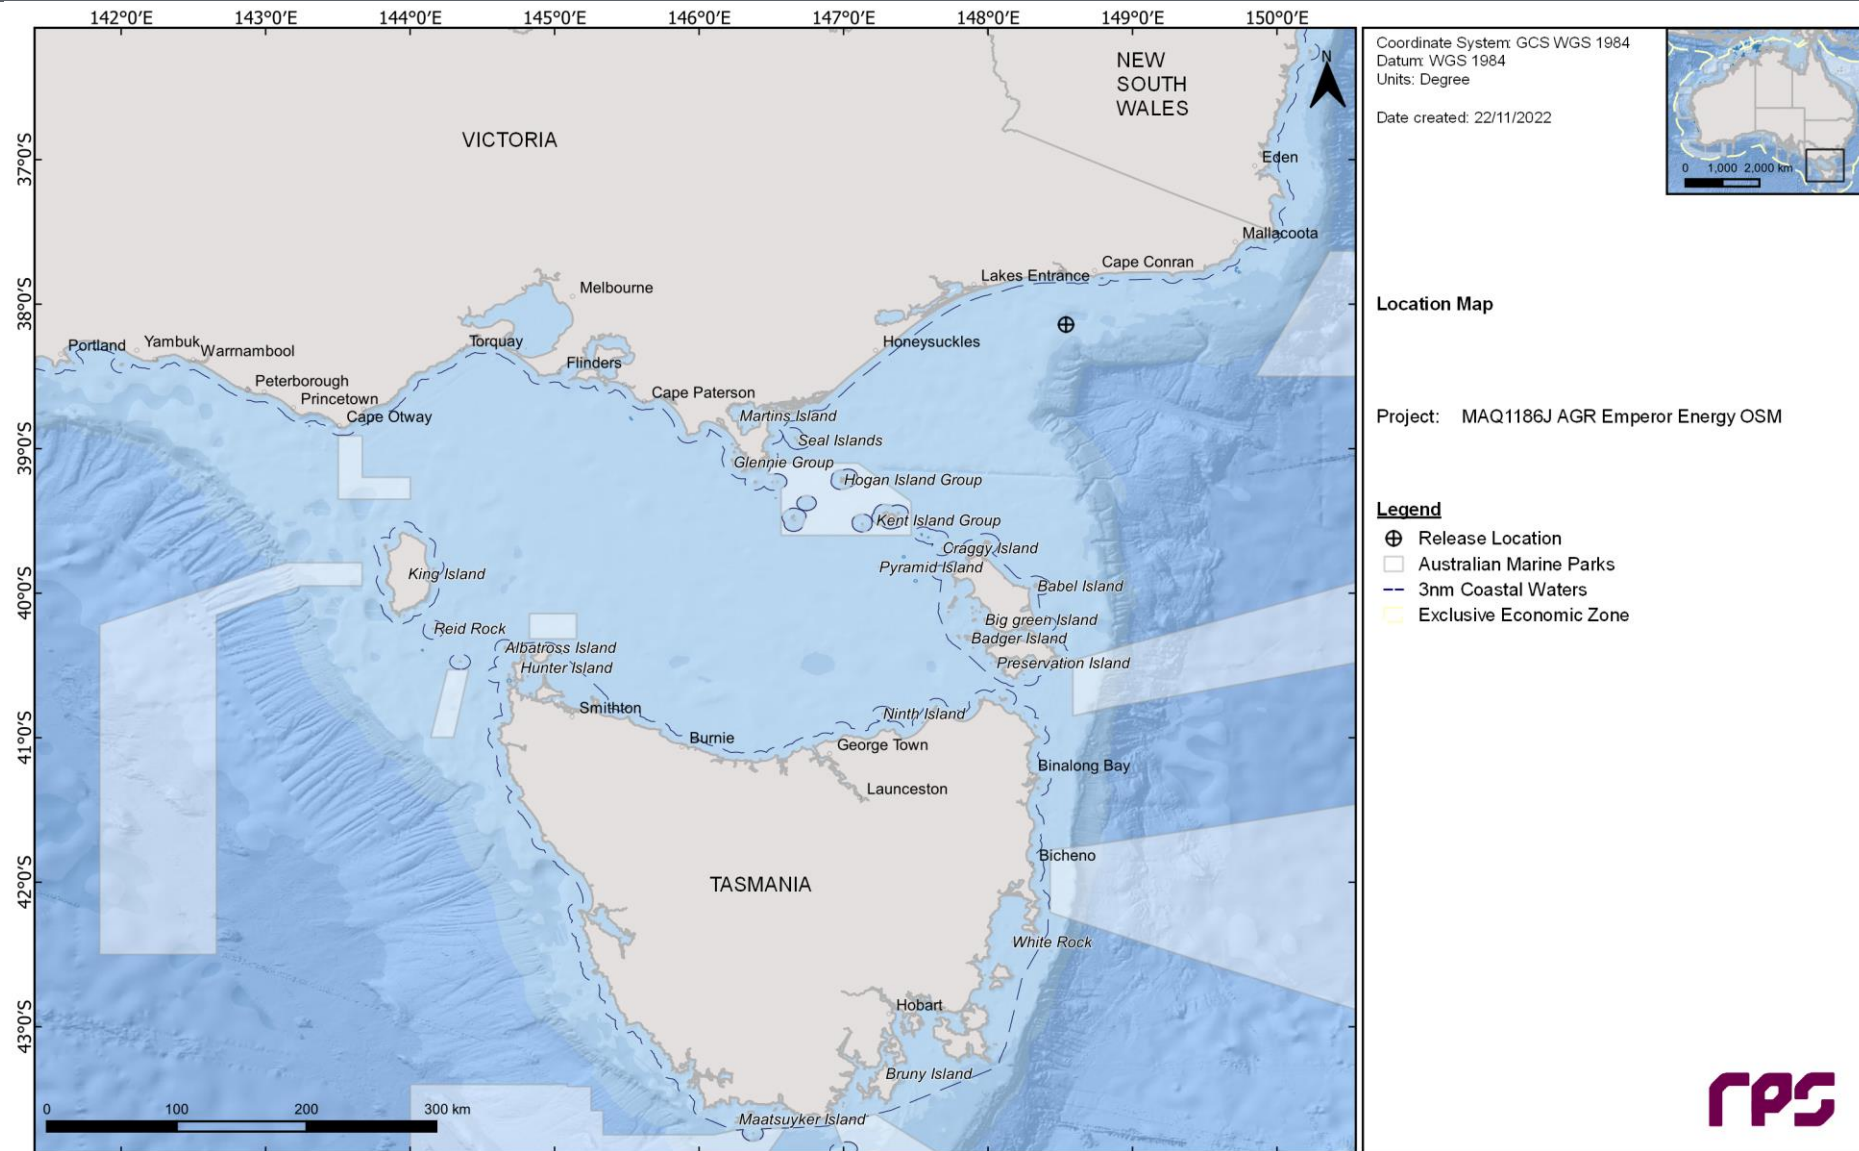 142°0'E 143°0'E 144°0'E 145°0'E 146°0'E 147°0'E 148°0'E 149°0'E 150°0'E
37°0'S
38°0'S
39°0'S
40°0'S
41°0'S
42°0'S
43°0'S
N
NEW
SOUTH
WALES
VICTORIA
Eden
Mallacoota
Cape Conran
Lakes Entrance
Melbourne
Honeysuckles
Torquay
Portland
Yambuk
Warrnambool
Flinders
Peterborough
Cape Paterson
Princetown
Cape Otway
Martins Island
Seal Islands
Glennie Group
Hogan Island Group
Kent Island Group
Craggy Island
Pyramid Island
King Island
Babel Island
Big green Island
Reid Rock
Badger Island
Albatross Island
Preservation Island
Hunter Island
Smithton
Ninth Island
Burnie
George Town
Binalong Bay
Launceston
Bicheno
TASMANIA
White Rock
Hobart
Bruny Island
Maatsuyker Island
0 100 200 300 km
Coordinate System: GCS WGS 1984
Datum: WGS 1984
Units: Degree
Date created: 22/11/2022
0 1,000 2,000 km
Location Map
Project: MAQ1186J AGR Emperor Energy OSM
Legend
Release Location
Australian Marine Parks
3nm Coastal Waters
Exclusive Economic Zone
rps